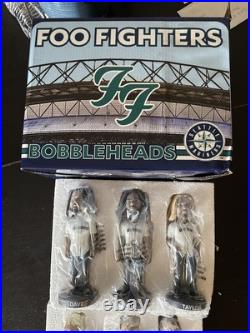 FOO FIGHTERS
FF
BOBBLEHEADS
SEATTLE
MARINERS
DAVE
TAYLOR